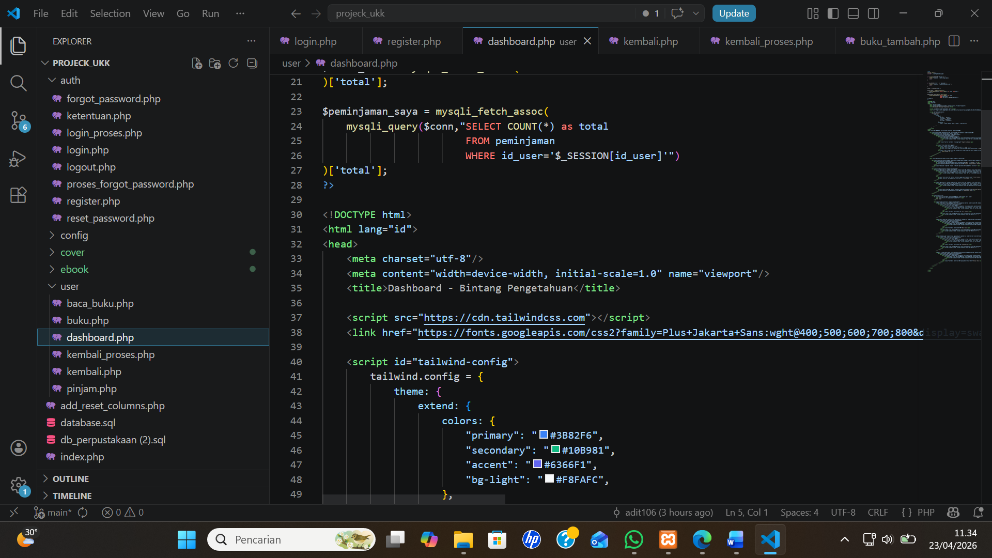 File Edit Selection View Go Run ···
projeck_ukk
1
Update
EXPLORER ···
PROJECK_UKK
auth
forgot_password.php
ketentuan.php
login_proses.php
login.php
logout.php
proses_forgot_password.php
register.php
reset_password.php
config
cover
ebook
user
baca_buku.php
buku.php
dashboard.php
kembali_proses.php
kembali.php
pinjam.php
add_reset_columns.php
database.sql
db_perpustakaan (2).sql
index.php
OUTLINE
TIMELINE
6
1
login.php register.php dashboard.php user kembali.php kembali_proses.php buku_tambah.php ···
user > dashboard.php
21 )['total'];
22
23 $peminjaman_saya = mysqli_fetch_assoc(
24 mysqli_query($conn,"SELECT COUNT(*) as total
25 FROM peminjaman
26 WHERE id_user='$_SESSION[id_user]'")
27 )['total'];
28 ?>
29
30 <!DOCTYPE html>
31 <html lang="id">
32 <head>
33 <meta charset="utf-8"/>
34 <meta content="width=device-width, initial-scale=1.0" name="viewport"/>
35 <title>Dashboard - Bintang Pengetahuan</title>
36
37 <script src="https://cdn.tailwindcss.com"></script>
38 <link href="https://fonts.googleapis.com/css2?family=Plus+Jakarta+Sans:wght@400;500;600;700;800&d
39
40 <script id="tailwind-config">
41 tailwind.config = {
42 theme: {
43 extend: {
44 colors: {
45 "primary": "#3B82F6",
46 "secondary": "#10B981",
47 "accent": "#6366F1",
48 "bg-light": "#F8FAFC",
49 },
main* 0 0 adit106 (3 hours ago) Ln 5, Col 1 Spaces: 4 UTF-8 CRLF {} PHP
30°
Pencarian
11.34
23/04/2026